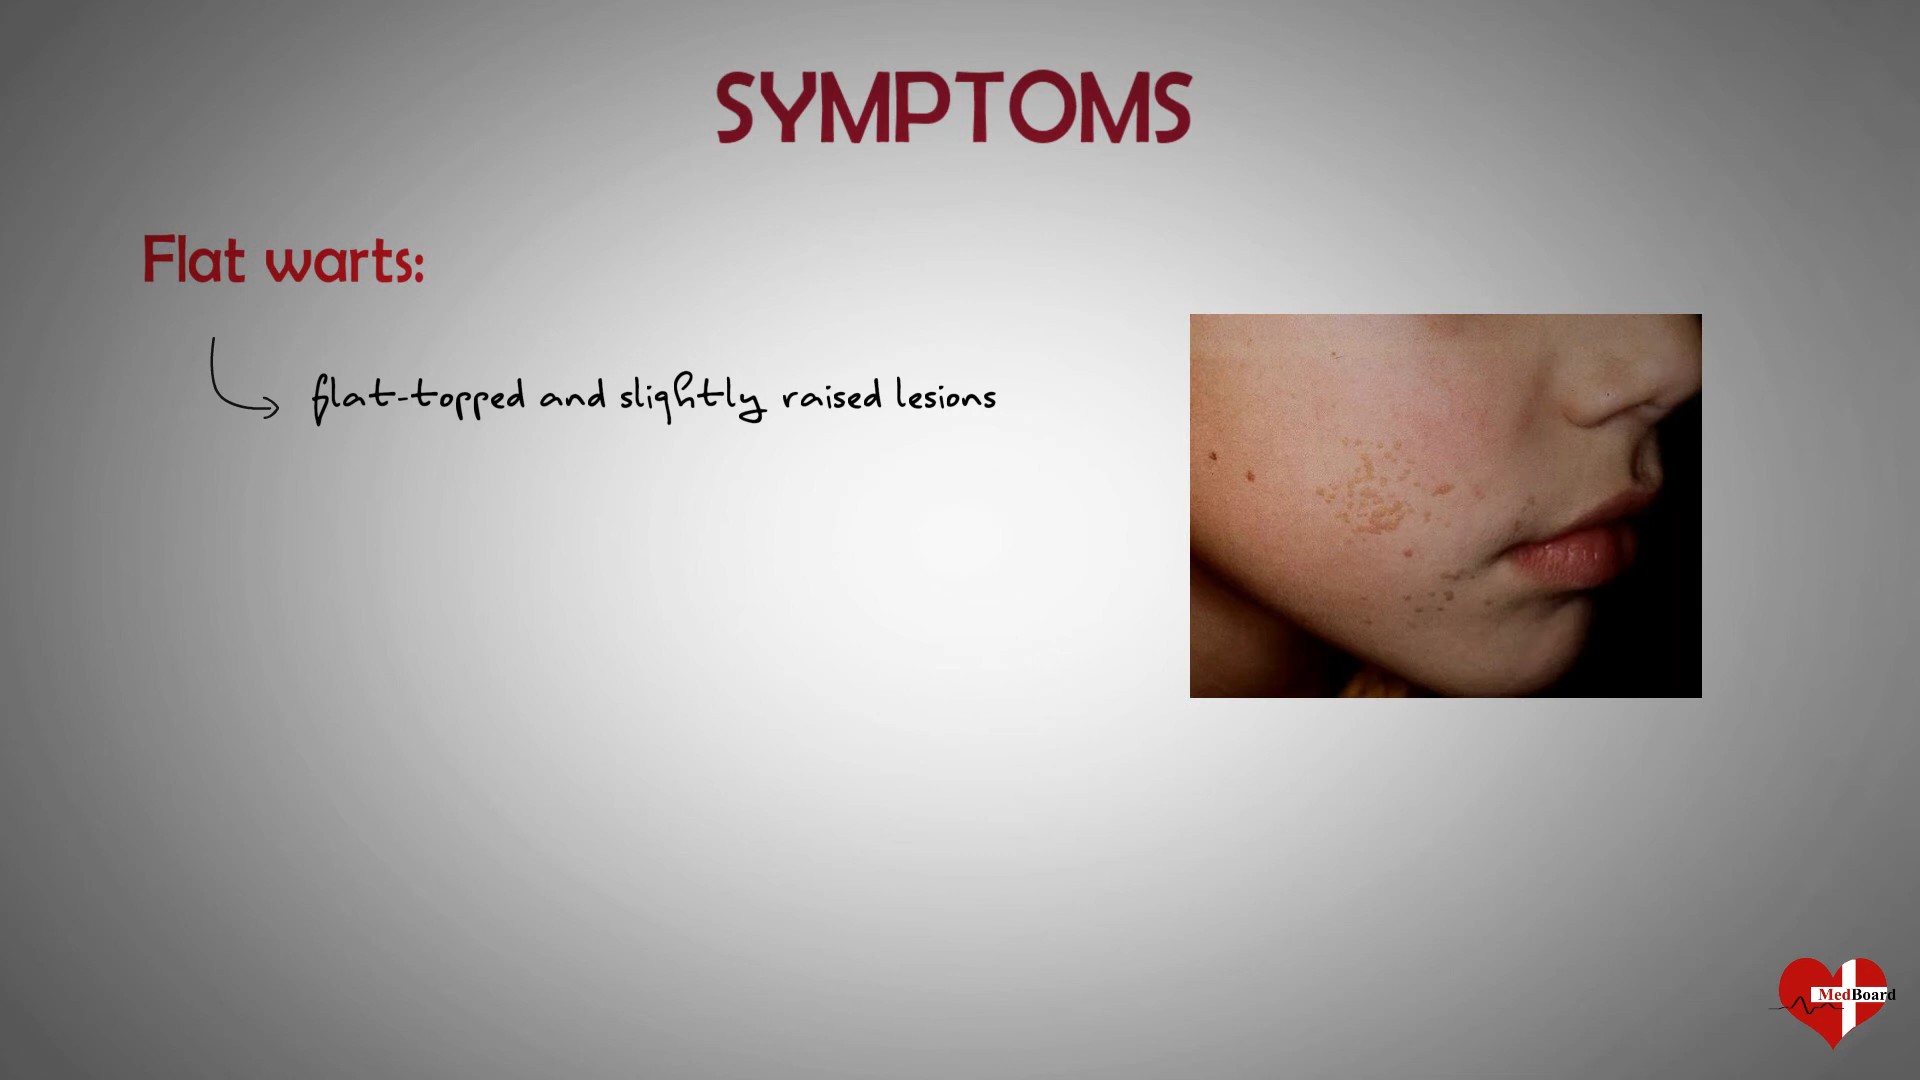 SYMPTOMS
Flat warts:
flat-topped and slightly raised lesions
MedBoard